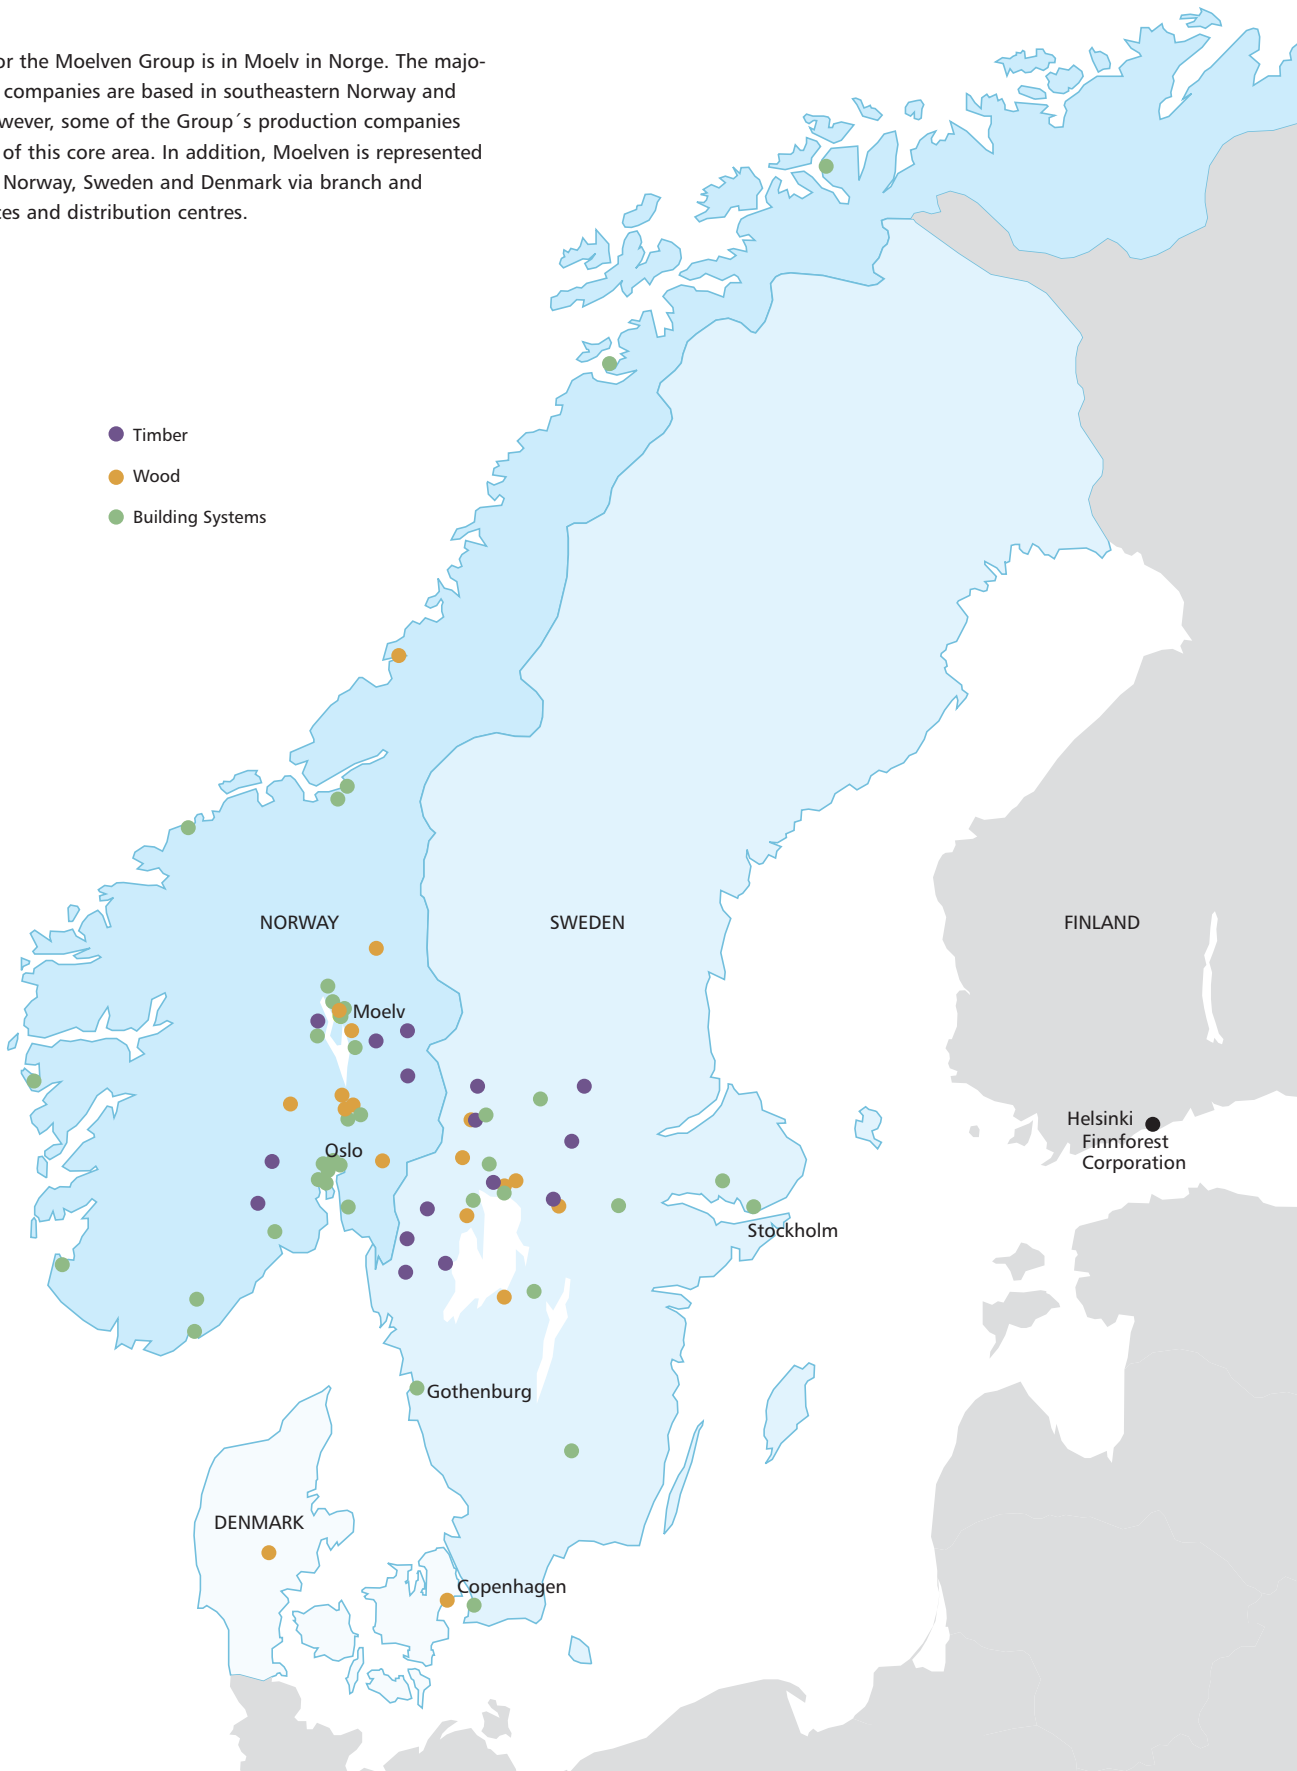 or the Moelven Group is in Moelv in Norge. The majo-
companies are based in southeastern Norway and
wever, some of the Group´s production companies
of this core area. In addition, Moelven is represented
Norway, Sweden and Denmark via branch and
es and distribution centres.
Timber
Wood
Building Systems
NORWAY
SWEDEN
FINLAND
Moelv
Helsinki
Finnforest
Corporation
Oslo
Stockholm
Gothenburg
DENMARK
Copenhagen